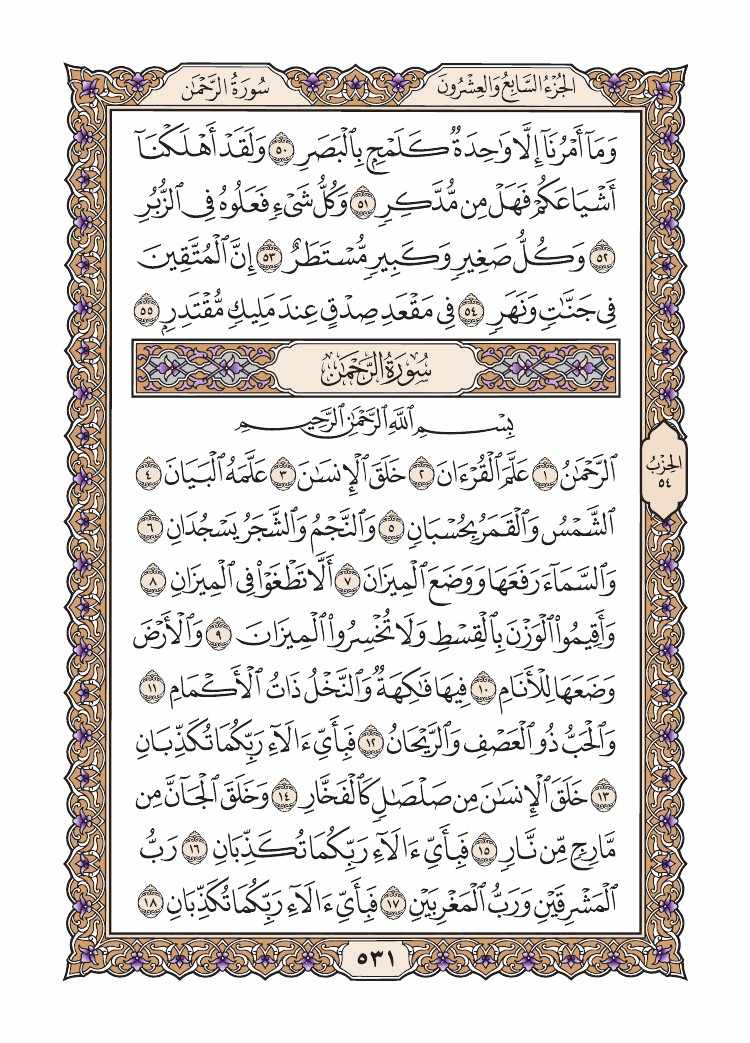 الجُزْءُ السَّابِعُ وَالعِشْرُونَ
سُورَةُ الرَّحْمَٰن
وَمَآ أَمْرُنَآ إِلَّا وَٰحِدَةٌ كَلَمْحِۭ بِٱلْبَصَرِ ٥٠ وَلَقَدْ أَهْلَكْنَآ
أَشْيَاعَكُمْ فَهَلْ مِن مُّدَّكِرٍ ٥١ وَكُلُّ شَىْءٍ فَعَلُوهُ فِى ٱلزُّبُرِ
٥٢ وَكُلُّ صَغِيرٍ وَكَبِيرٍ مُّسْتَطَرٌ ٥٣ إِنَّ ٱلْمُتَّقِينَ
فِى جَنَّٰتٍ وَنَهَرٍ ٥٤ فِى مَقْعَدِ صِدْقٍ عِندَ مَلِيكٍ مُّقْتَدِرٍۭ ٥٥
سُورَةُ الرَّحْمَٰن
بِسْمِ ٱللَّهِ ٱلرَّحْمَٰنِ ٱلرَّحِيمِ
ٱلرَّحْمَٰنُ ١ عَلَّمَ ٱلْقُرْءَانَ ٢ خَلَقَ ٱلْإِنسَٰنَ ٣ عَلَّمَهُ ٱلْبَيَانَ ٤
ٱلشَّمْسُ وَٱلْقَمَرُ بِحُسْبَانٍ ٥ وَٱلنَّجْمُ وَٱلشَّجَرُ يَسْجُدَانِ ٦
وَٱلسَّمَآءَ رَفَعَهَا وَوَضَعَ ٱلْمِيزَانَ ٧ أَلَّا تَطْغَوْا۟ فِى ٱلْمِيزَانِ ٨
وَأَقِيمُوا۟ ٱلْوَزْنَ بِٱلْقِسْطِ وَلَا تُخْسِرُوا۟ ٱلْمِيزَانَ ٩ وَٱلْأَرْضَ
وَضَعَهَا لِلْأَنَامِ ١٠ فِيهَا فَٰكِهَةٌ وَٱلنَّخْلُ ذَاتُ ٱلْأَكْمَامِ ١١
وَٱلْحَبُّ ذُو ٱلْعَصْفِ وَٱلرَّيْحَانُ ١٢ فَبِأَىِّ ءَالَآءِ رَبِّكُمَا تُكَذِّبَانِ
١٣ خَلَقَ ٱلْإِنسَٰنَ مِن صَلْصَٰلٍ كَٱلْفَخَّارِ ١٤ وَخَلَقَ ٱلْجَآنَّ مِن
مَّارِجٍ مِّن نَّارٍ ١٥ فَبِأَىِّ ءَالَآءِ رَبِّكُمَا تُكَذِّبَانِ ١٦ رَبُّ
ٱلْمَشْرِقَيْنِ وَرَبُّ ٱلْمَغْرِبَيْنِ ١٧ فَبِأَىِّ ءَالَآءِ رَبِّكُمَا تُكَذِّبَانِ ١٨
الحِزْبُ
٥٤
٥٣١